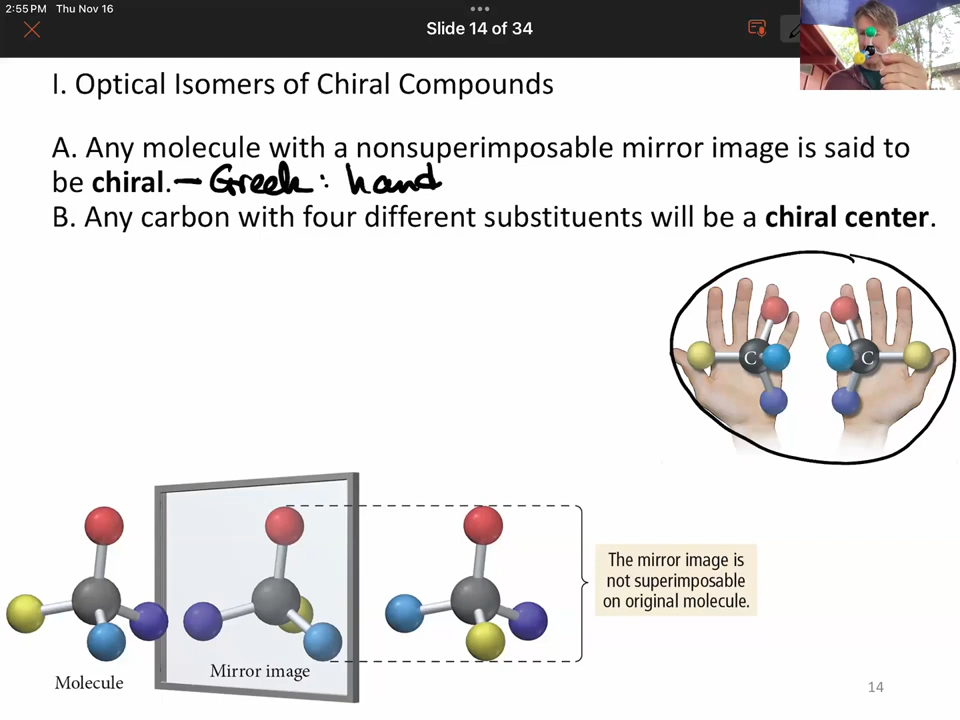 2:55 PM Thu Nov 16
Slide 14 of 34
I. Optical Isomers of Chiral Compounds
A. Any molecule with a nonsuperimposable mirror image is said to
be chiral. — Greek: hand
B. Any carbon with four different substituents will be a chiral center.
C C
The mirror image is
not superimposable
on original molecule.
Mirror image
Molecule
14